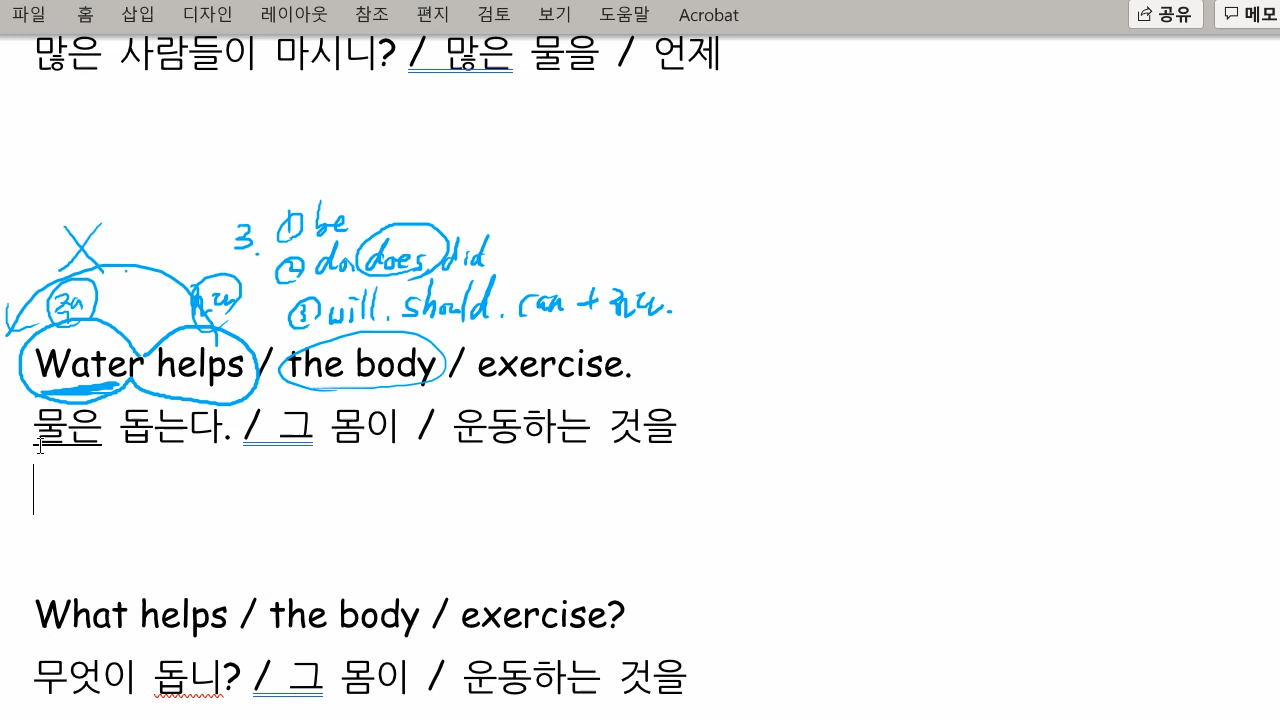 파일 홈 삽입 디자인 레이아웃 참조 편지 검토 보기 도움말 Acrobat 공유 메모
많은 사람들이 마시니? / 많은 물을 / 언제
3. ① be
② do, does, did
③ will. should. can + 동원.
Water helps / the body / exercise.
물은 돕는다. / 그 몸이 / 운동하는 것을
What helps / the body / exercise?
무엇이 돕니? / 그 몸이 / 운동하는 것을